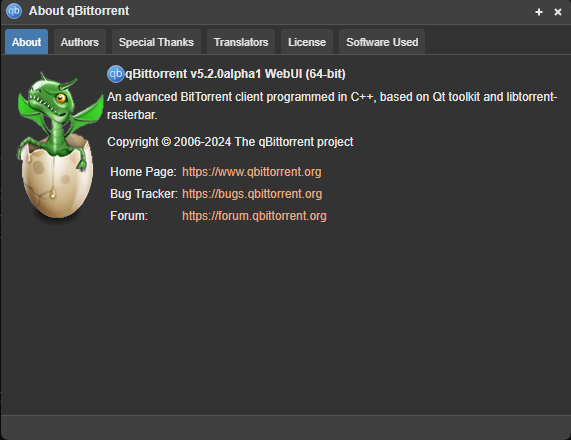 qb About qBittorrent
About Authors Special Thanks Translators License Software Used
qb qBittorrent v5.2.0alpha1 WebUI (64-bit)
An advanced BitTorrent client programmed in C++, based on Qt toolkit and libtorrent-
rasterbar.
Copyright © 2006-2024 The qBittorrent project
Home Page: https://www.qbittorrent.org
Bug Tracker: https://bugs.qbittorrent.org
Forum: https://forum.qbittorrent.org